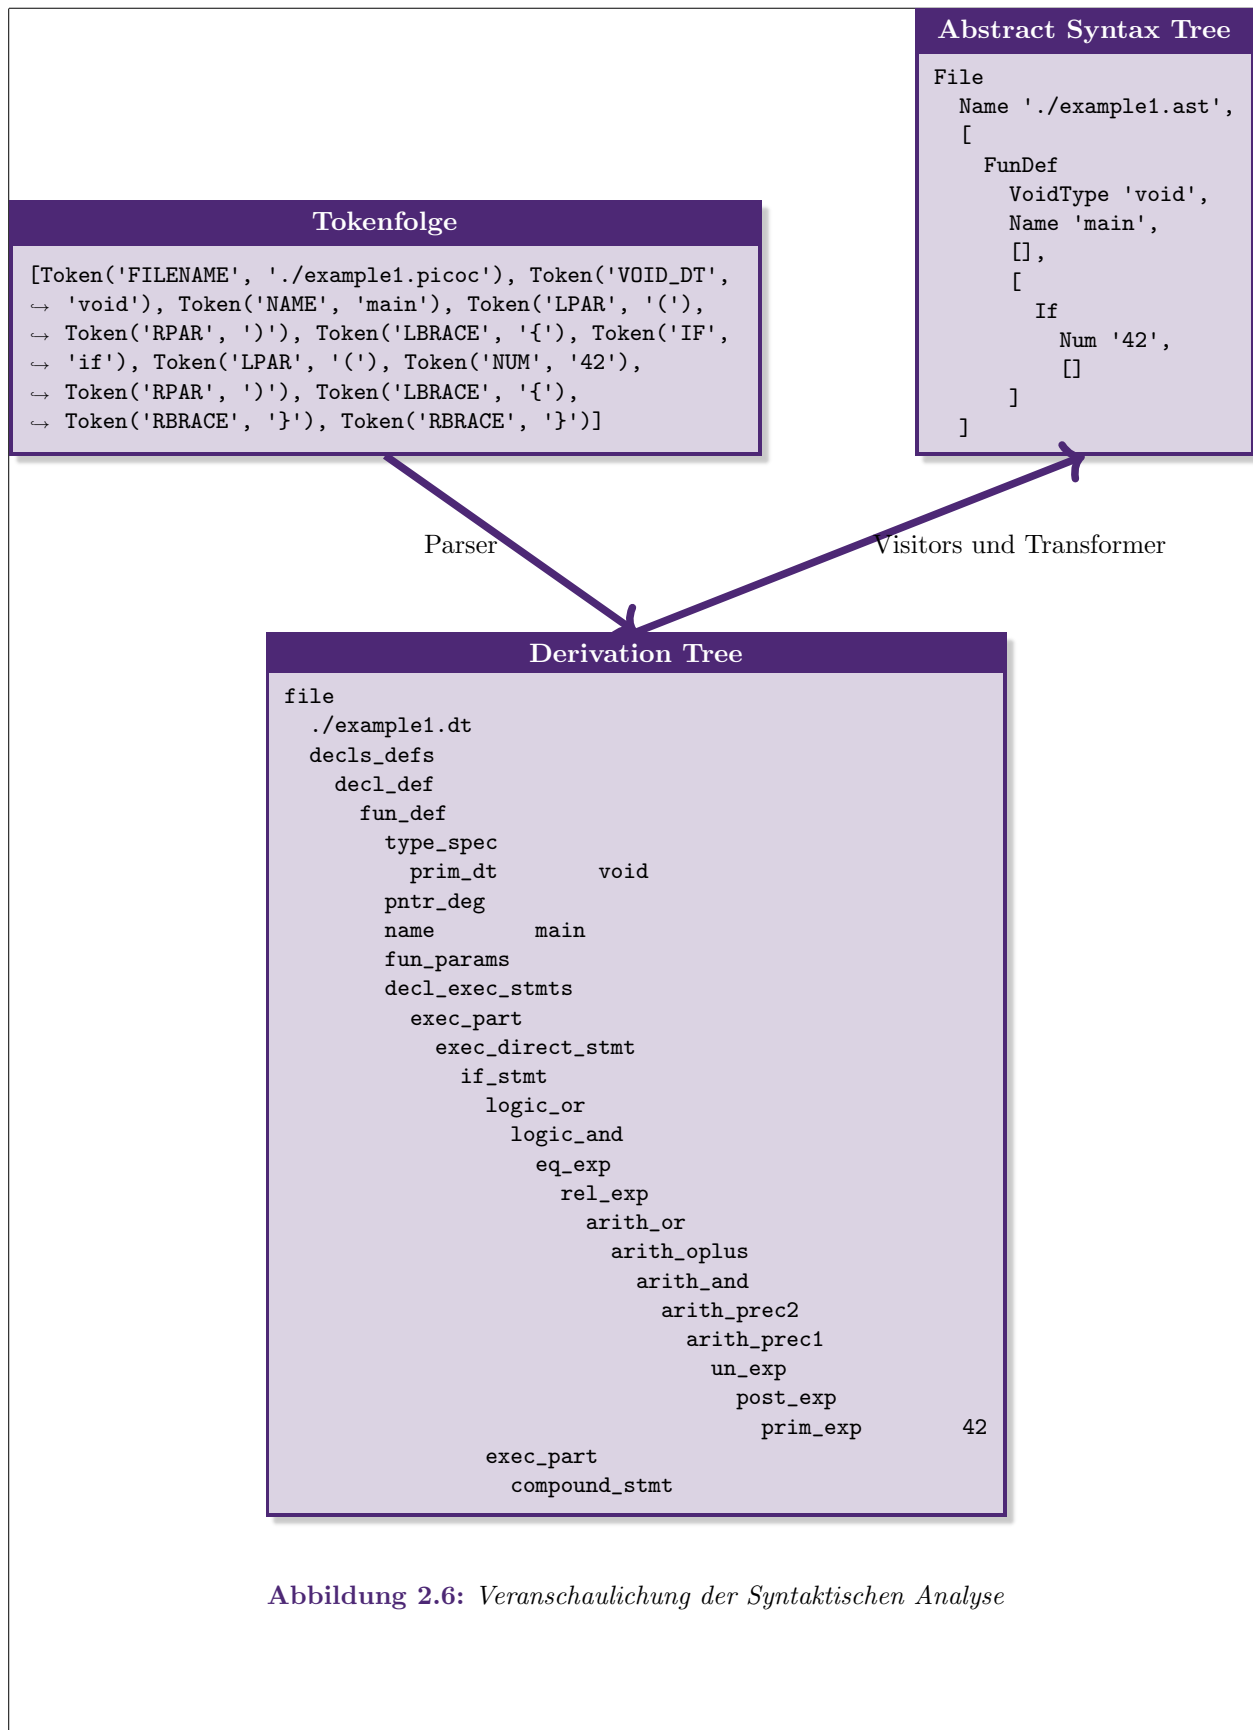 Abstract Syntax Tree
File
  Name './example1.ast',
  [
    FunDef
      VoidType 'void',
      Name 'main',
      [],
      [
        If
          Num '42',
          []
      ]
  ]
Tokenfolge
[Token('FILENAME', './example1.picoc'), Token('VOID_DT',
↪ 'void'), Token('NAME', 'main'), Token('LPAR', '('),
↪ Token('RPAR', ')'), Token('LBRACE', '{'), Token('IF',
↪ 'if'), Token('LPAR', '('), Token('NUM', '42'),
↪ Token('RPAR', ')'), Token('LBRACE', '{'),
↪ Token('RBRACE', '}'), Token('RBRACE', '}')]
Parser
Visitors und Transformer
Derivation Tree
file
  ./example1.dt
  decls_defs
    decl_def
      fun_def
        type_spec
          prim_dt        void
        pntr_deg
        name        main
        fun_params
        decl_exec_stmts
          exec_part
            exec_direct_stmt
              if_stmt
                logic_or
                  logic_and
                    eq_exp
                      rel_exp
                        arith_or
                          arith_oplus
                            arith_and
                              arith_prec2
                                arith_prec1
                                  un_exp
                                    post_exp
                                      prim_exp        42
                exec_part
                  compound_stmt
Abbildung 2.6: Veranschaulichung der Syntaktischen Analyse